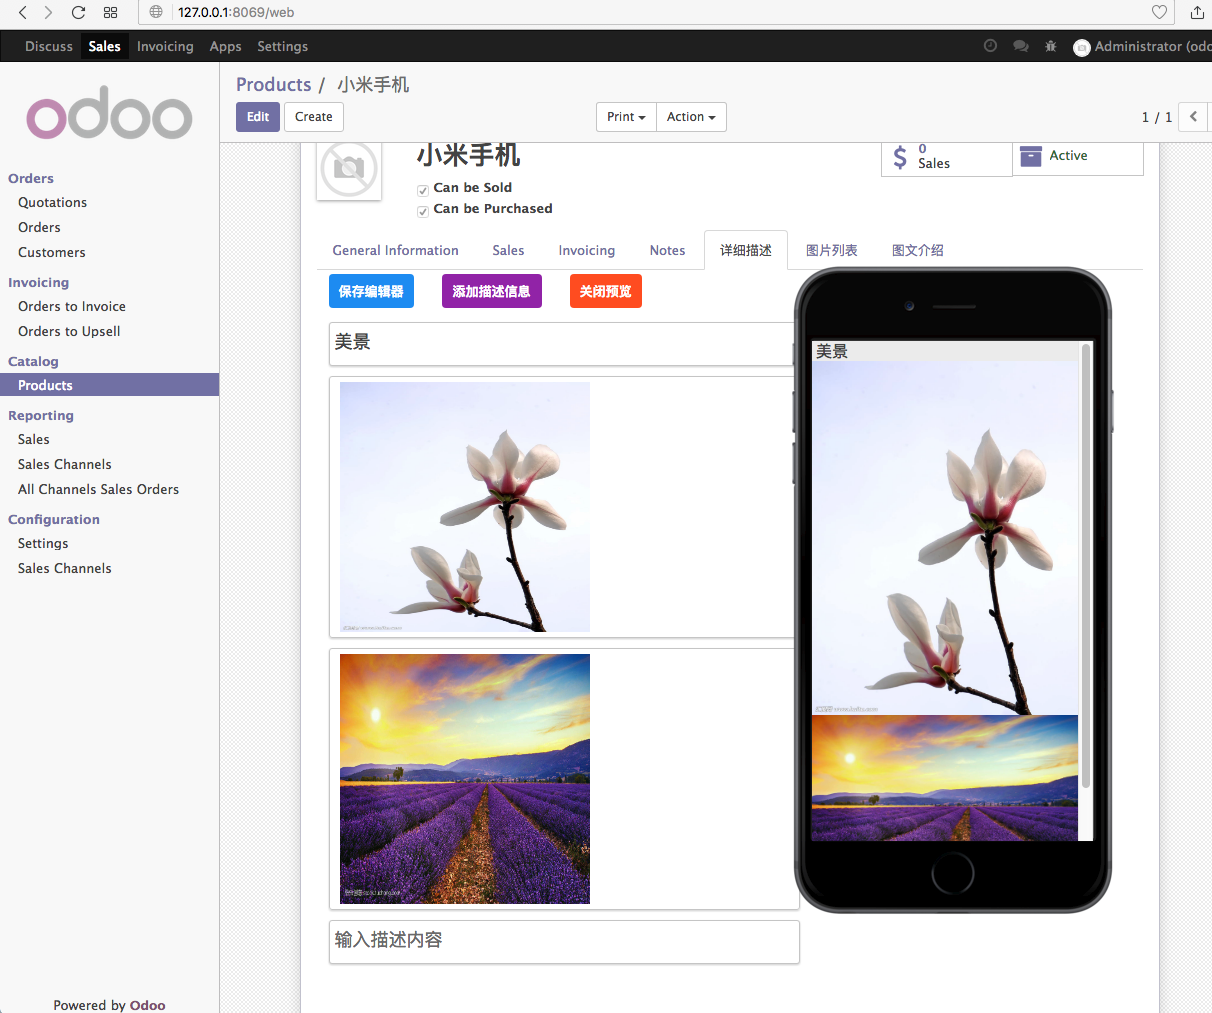 127.0.0.1:8069/web
Discuss Sales Invoicing Apps Settings
Administrator (odo
odoo
Products / 小米手机
Edit Create
Print Action
1 / 1
Orders
Quotations
Orders
Customers
Invoicing
Orders to Invoice
Orders to Upsell
Catalog
Products
Reporting
Sales
Sales Channels
All Channels Sales Orders
Configuration
Settings
Sales Channels
Powered by Odoo
小米手机
Can be Sold
Can be Purchased
0
Sales
Active
General Information Sales Invoicing Notes 详细描述 图片列表 图文介绍
保存编辑器 添加描述信息 关闭预览
美景
输入描述内容
美景